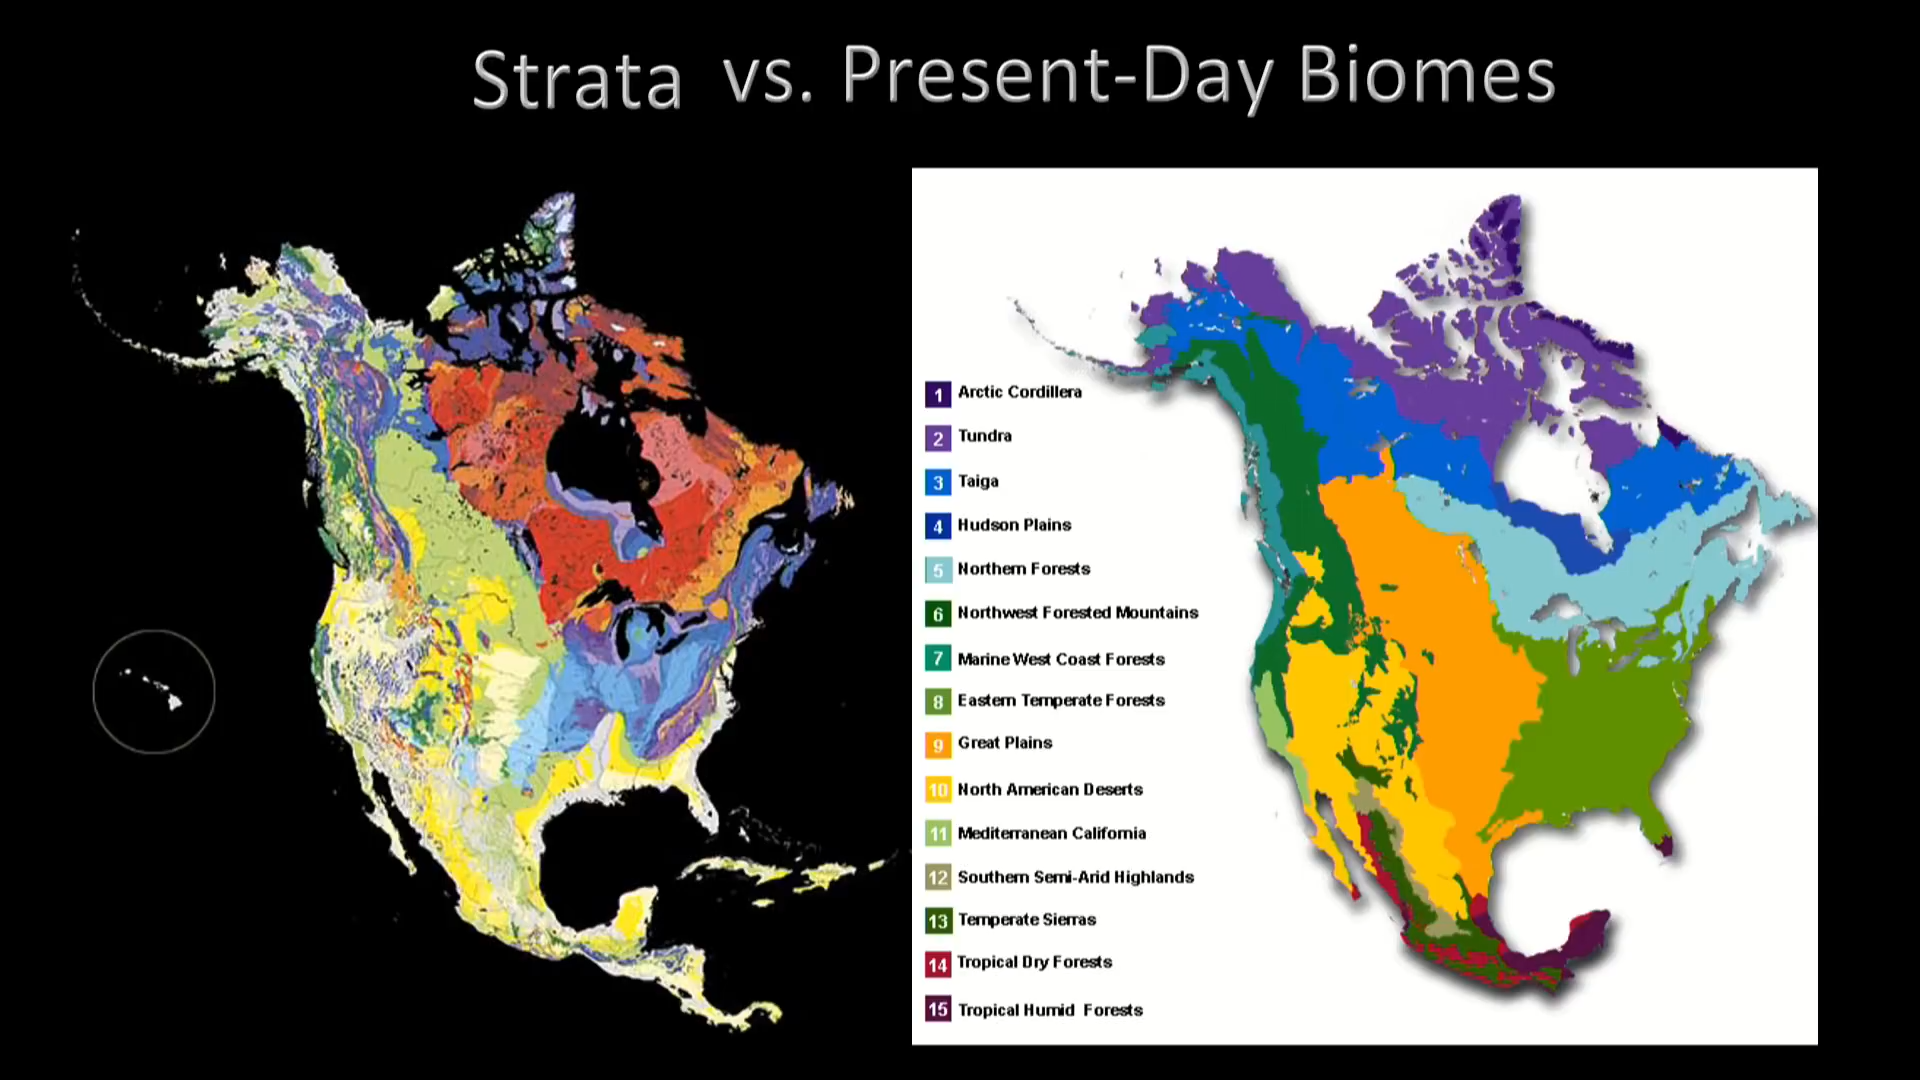 Strata vs. Present-Day Biomes
1 Arctic Cordillera
2 Tundra
3 Taiga
4 Hudson Plains
5 Northern Forests
6 Northwest Forested Mountains
7 Marine West Coast Forests
8 Eastern Temperate Forests
9 Great Plains
10 North American Deserts
11 Mediterranean California
12 Southern Semi-Arid Highlands
13 Temperate Sierras
14 Tropical Dry Forests
15 Tropical Humid Forests